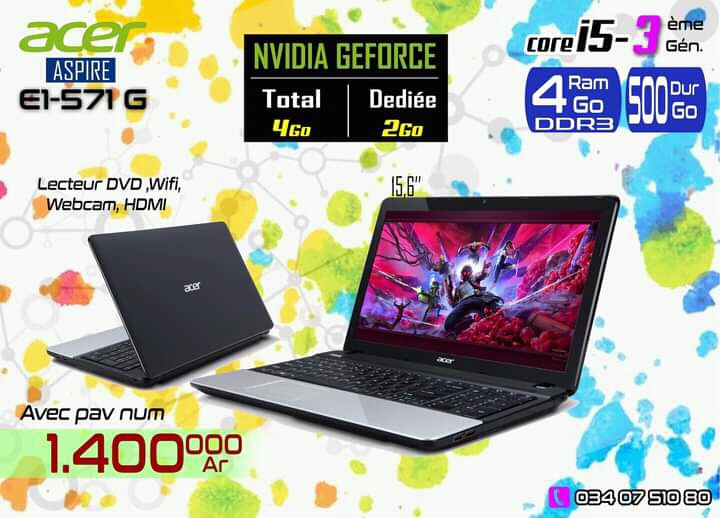 acer
ASPIRE
E1-571 G
NVIDIA GEFORCE
Total Dediée
4Go 2Go
core i5-3 ème Gén.
4 Ram Go DDR3
500 Dur Go
Lecteur DVD ,Wifi,
Webcam, HDMI
15,6"
acer
acer
Avec pav num
1.400 000 Ar
034 07 510 80